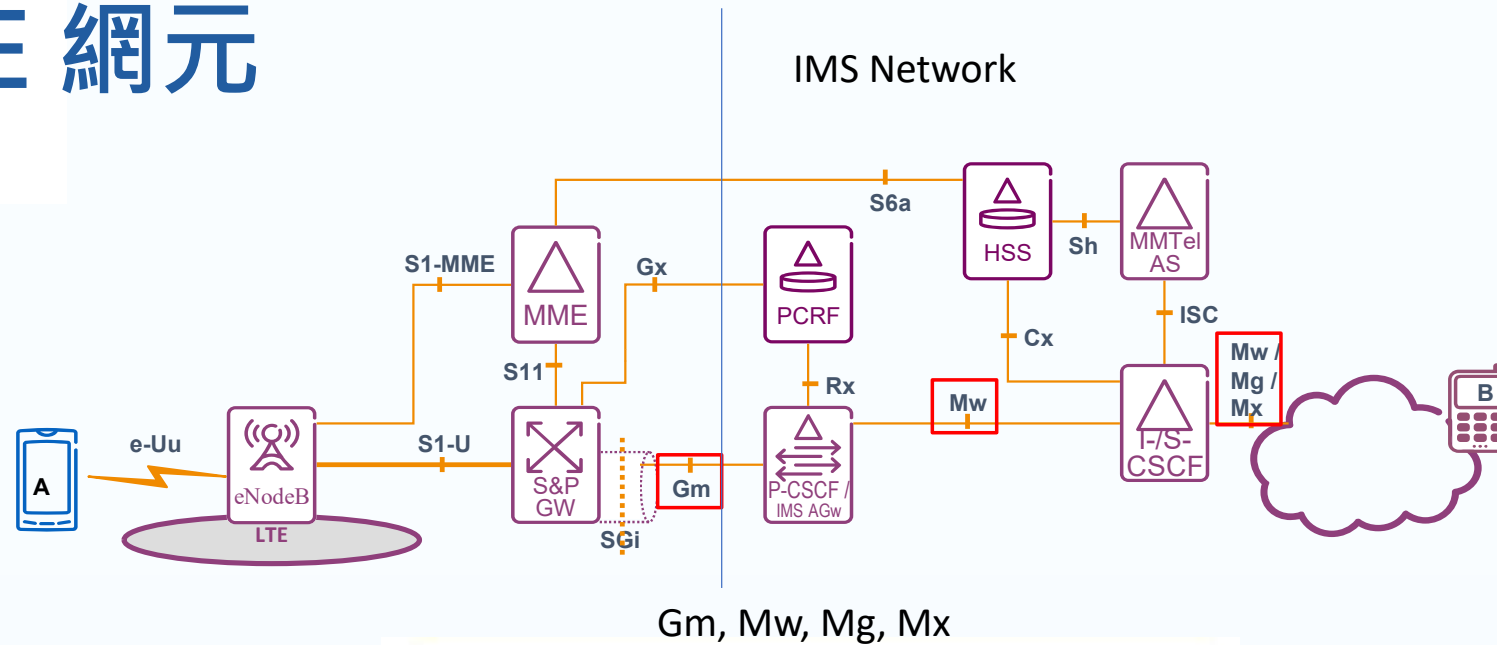 E 網元
IMS Network
S6a
HSS
Sh
MMTel
AS
S1-MME
MME
Gx
PCRF
ISC
Cx
Mw /
Mg /
Mx
S11
Rx
Mw
B
A
e-Uu
eNodeB
LTE
S1-U
S&P
GW
SGi
Gm
P-CSCF /
IMS AGw
I-/S-
CSCF
Gm, Mw, Mg, Mx